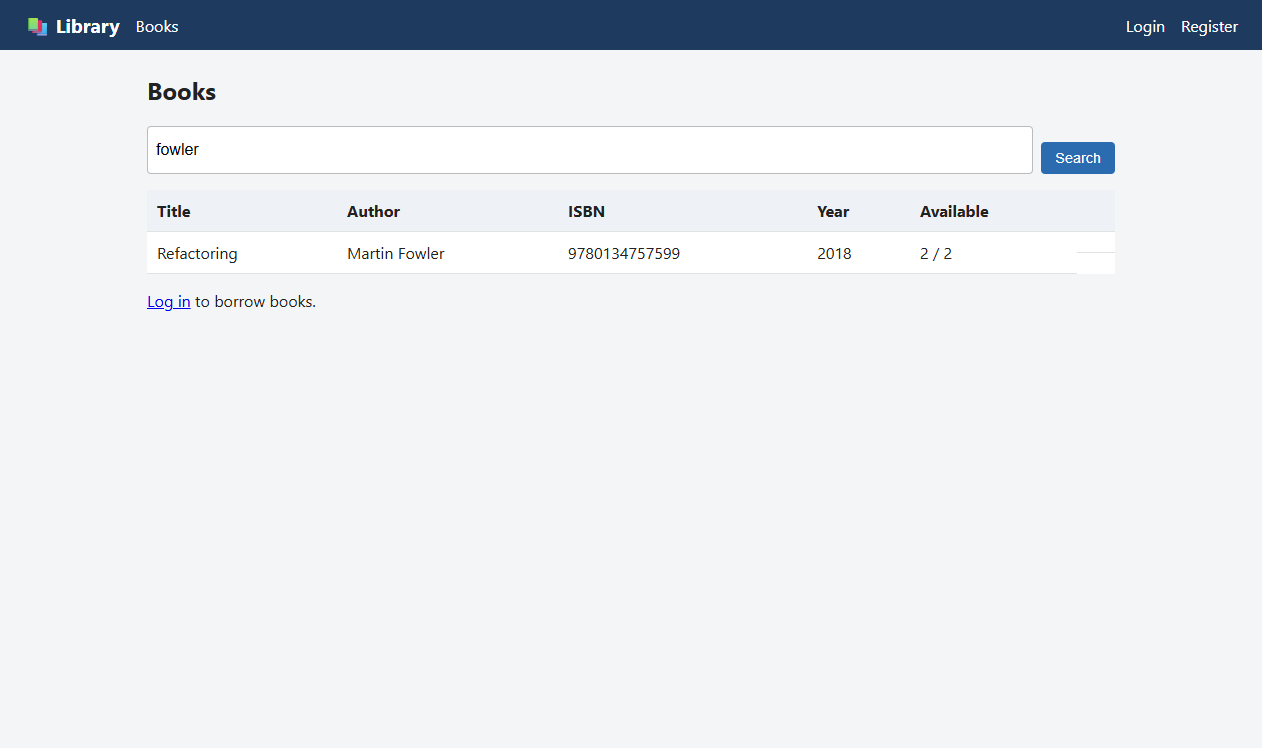 Library Books Login Register
Books
fowler
Search
Title Author ISBN Year Available
Refactoring Martin Fowler 9780134757599 2018 2 / 2
Log in to borrow books.